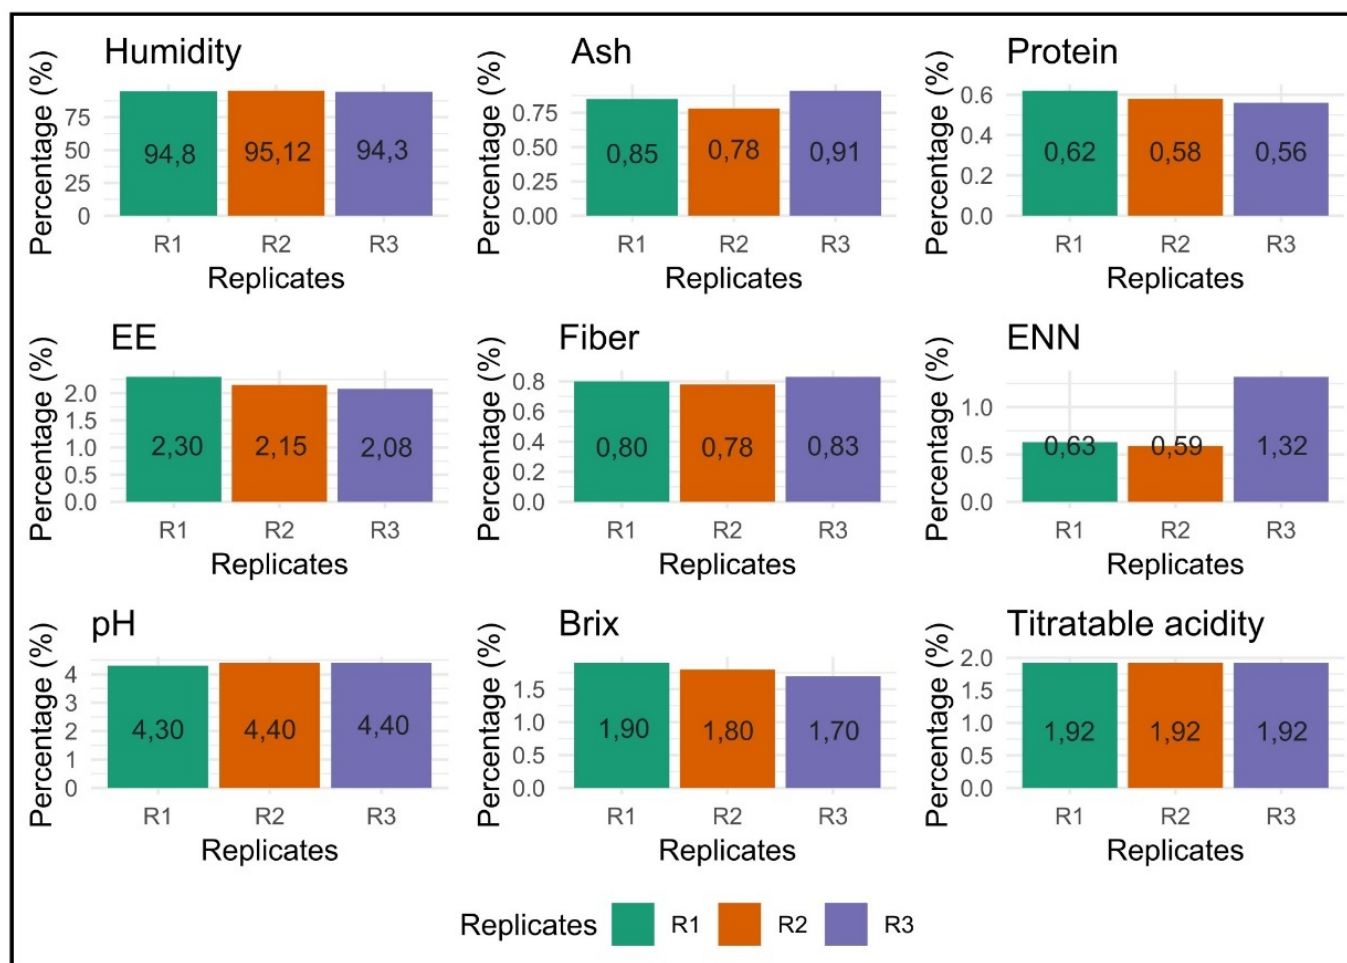 Humidity
Percentage (%)
75
50
25
0
94,8
95,12
94,3
R1
R2
R3
Replicates
Ash
Percentage (%)
0.75
0.50
0.25
0.00
0,85
0,78
0,91
R1
R2
R3
Replicates
Protein
Percentage (%)
0.6
0.4
0.2
0.0
0,62
0,58
0,56
R1
R2
R3
Replicates
EE
Percentage (%)
2.0
1.5
1.0
0.5
0.0
2,30
2,15
2,08
R1
R2
R3
Replicates
Fiber
Percentage (%)
0.8
0.6
0.4
0.2
0.0
0,80
0,78
0,83
R1
R2
R3
Replicates
ENN
Percentage (%)
1.0
0.5
0.0
0,63
0,59
1,32
R1
R2
R3
Replicates
pH
Percentage (%)
4
3
2
1
0
4,30
4,40
4,40
R1
R2
R3
Replicates
Brix
Percentage (%)
1.5
1.0
0.5
0.0
1,90
1,80
1,70
R1
R2
R3
Replicates
Titratable acidity
Percentage (%)
2.0
1.5
1.0
0.5
0.0
1,92
1,92
1,92
R1
R2
R3
Replicates
Replicates R1 R2 R3